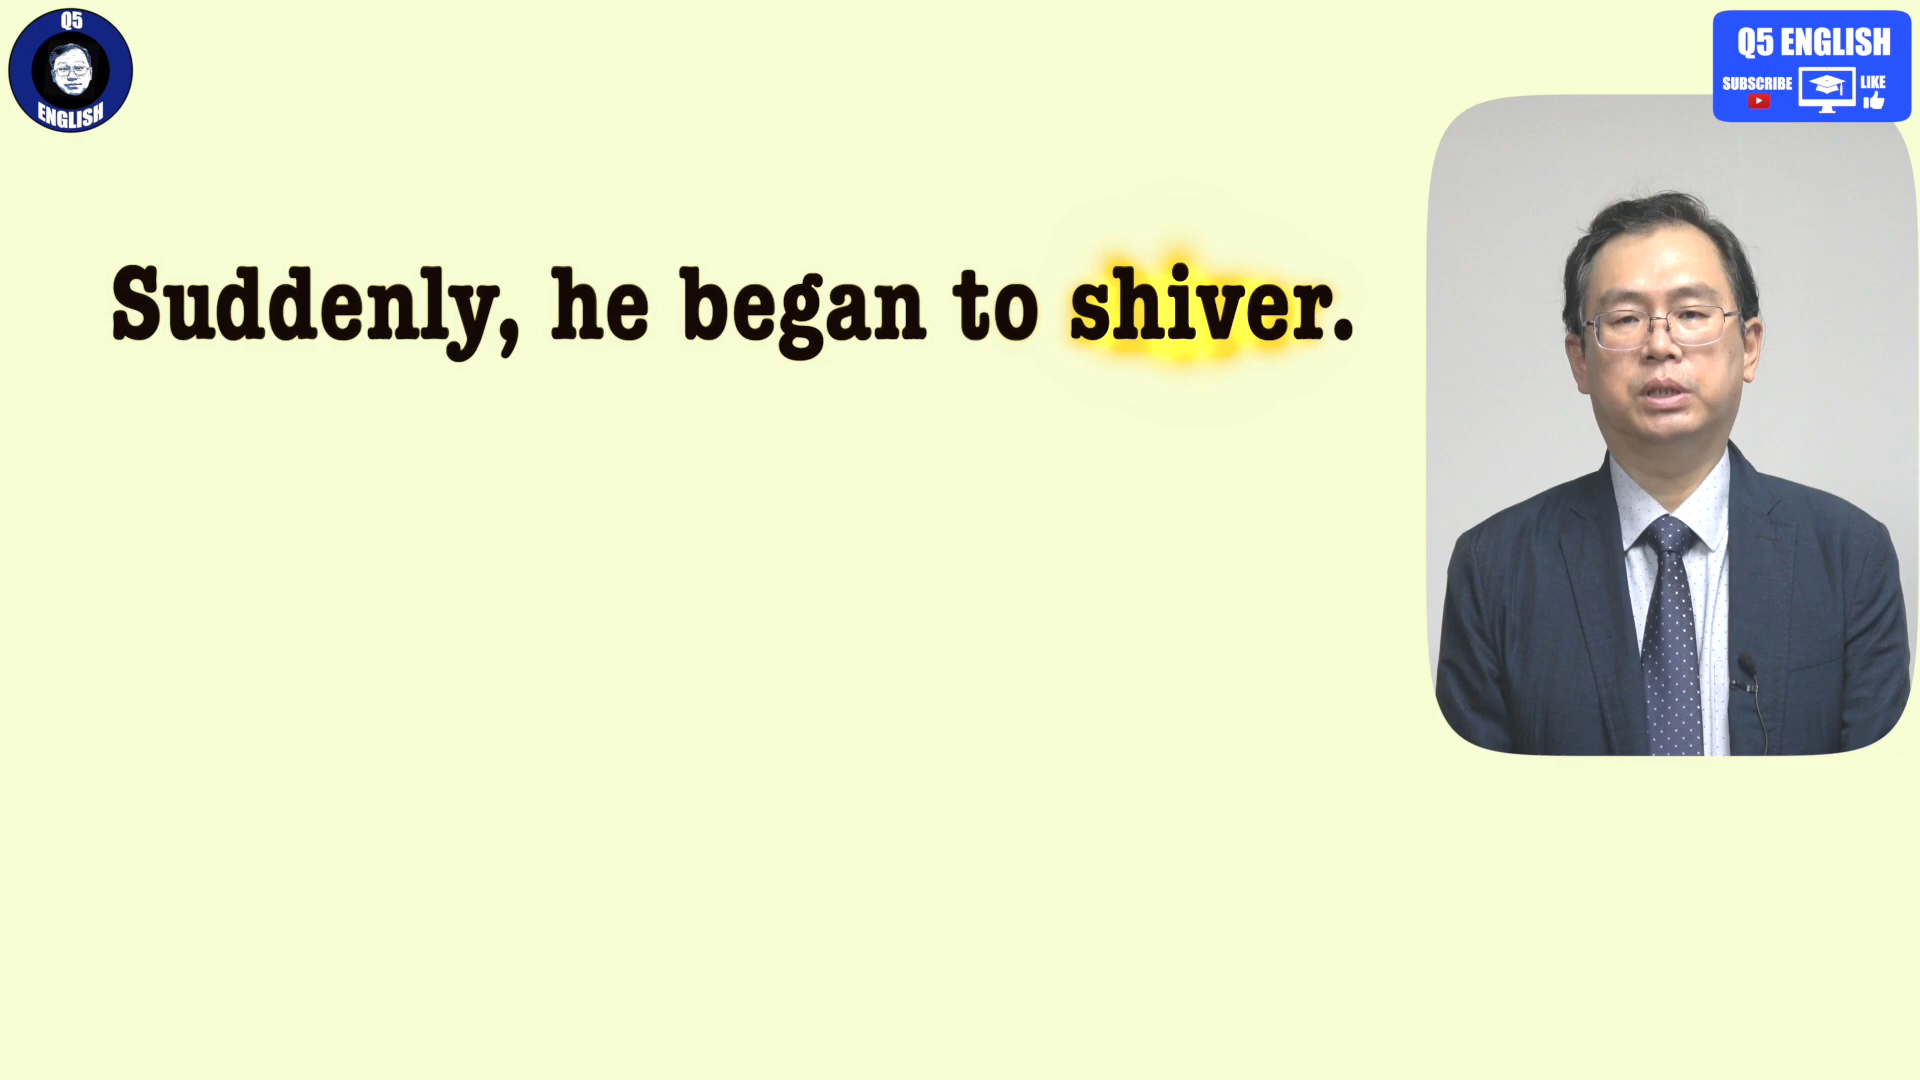 Q5
ENGLISH
Q5 ENGLISH
SUBSCRIBE
LIKE
Suddenly, he began to shiver.